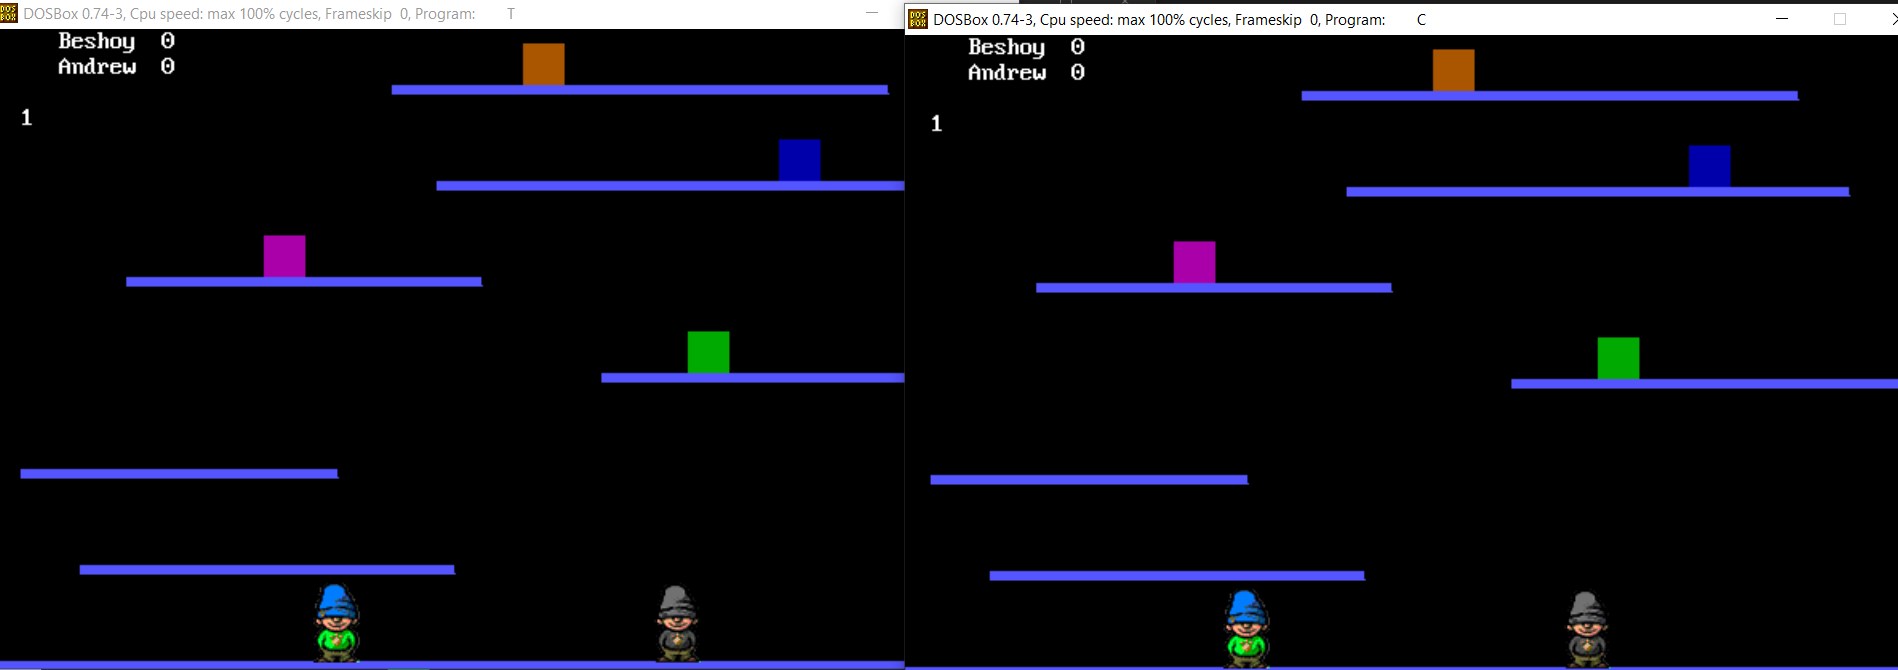 DOSBox 0.74-3, Cpu speed: max 100% cycles, Frameskip 0, Program: T
Beshoy 0
Andrew 0
1
DOSBox 0.74-3, Cpu speed: max 100% cycles, Frameskip 0, Program: C
Beshoy 0
Andrew 0
1